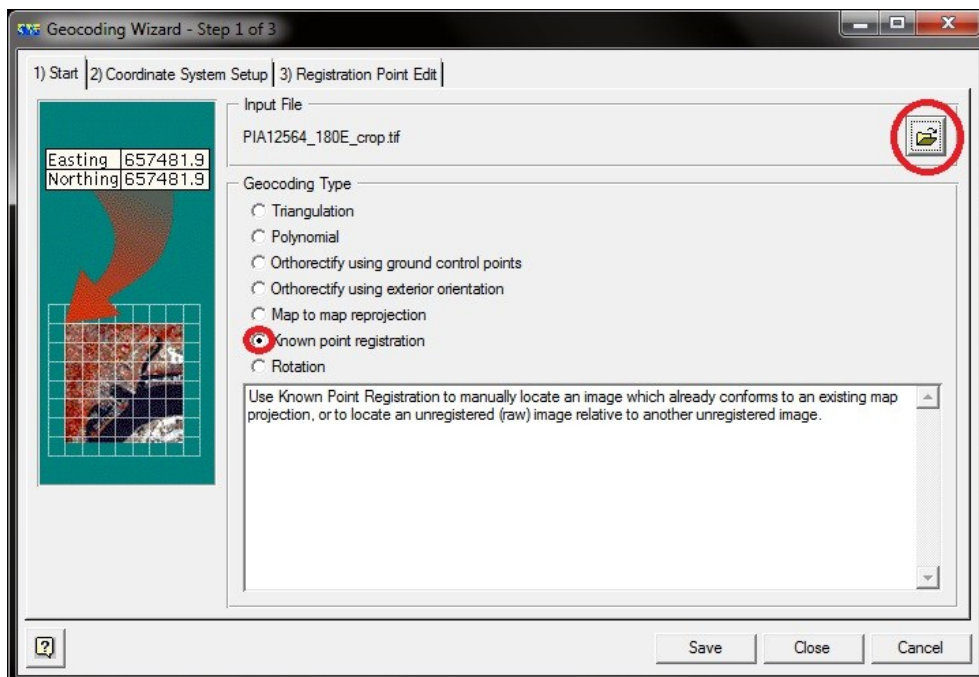 Geocoding Wizard - Step 1 of 3
1) Start 2) Coordinate System Setup 3) Registration Point Edit
Input File
PIA12564_180E_crop.tif
Easting 657481.9
Northing 657481.9
Geocoding Type
Triangulation
Polynomial
Orthorectify using ground control points
Orthorectify using exterior orientation
Map to map reprojection
Known point registration
Rotation
Use Known Point Registration to manually locate an image which already conforms to an existing map
projection, or to locate an unregistered (raw) image relative to another unregistered image.
Save Close Cancel